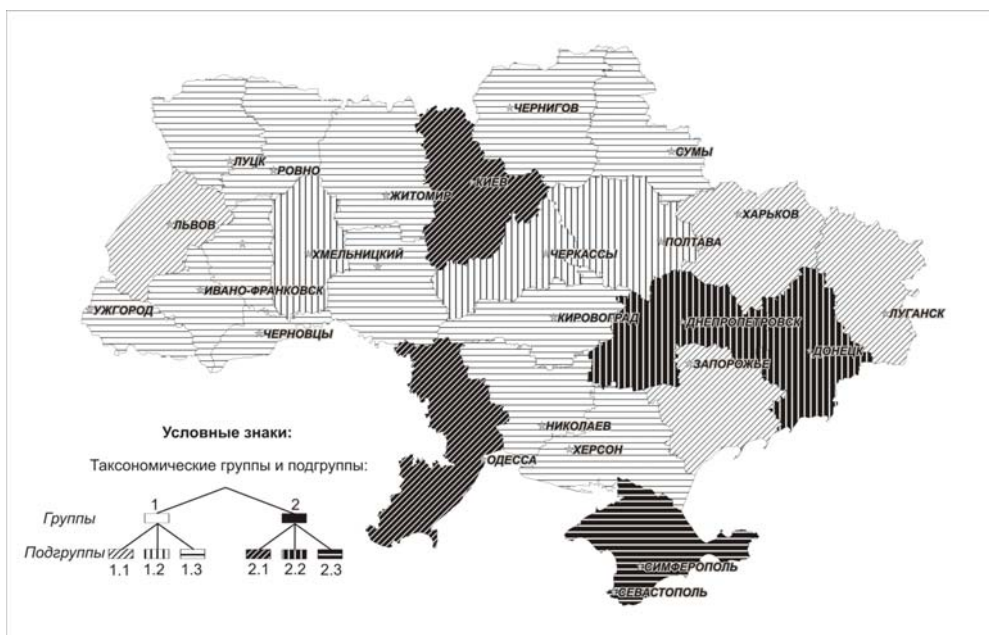 ЧЕРНИГОВ
СУМЫ
ЛУЦК
РОВНО
КИЕВ
ЖИТОМИР
ЛЬВОВ
ХАРЬКОВ
ХМЕЛЬНИЦКИЙ
ЧЕРКАССЫ
ПОЛТАВА
ИВАНО-ФРАНКОВСК
УЖГОРОД
КИРОВОГРАД
ДНЕПРОПЕТРОВСК
ЛУГАНСК
ЧЕРНОВЦЫ
ДОНЕЦК
ЗАПОРОЖЬЕ
НИКОЛАЕВ
ХЕРСОН
ОДЕССА
СИМФЕРОПОЛЬ
СЕВАСТОПОЛЬ
Условные знаки:
Таксономические группы и подгруппы:
1 2
Группы
Подгруппы
1.1 1.2 1.3 2.1 2.2 2.3